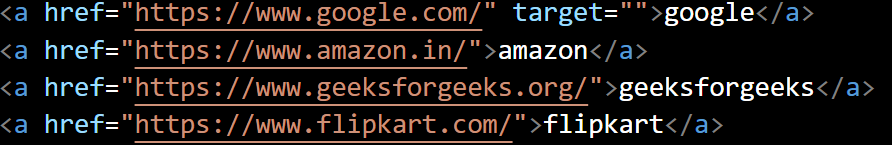 <a href="https://www.google.com/" target="">google</a>
<a href="https://www.amazon.in/">amazon</a>
<a href="https://www.geeksforgeeks.org/">geeksforgeeks</a>
<a href="https://www.flipkart.com/">flipkart</a>